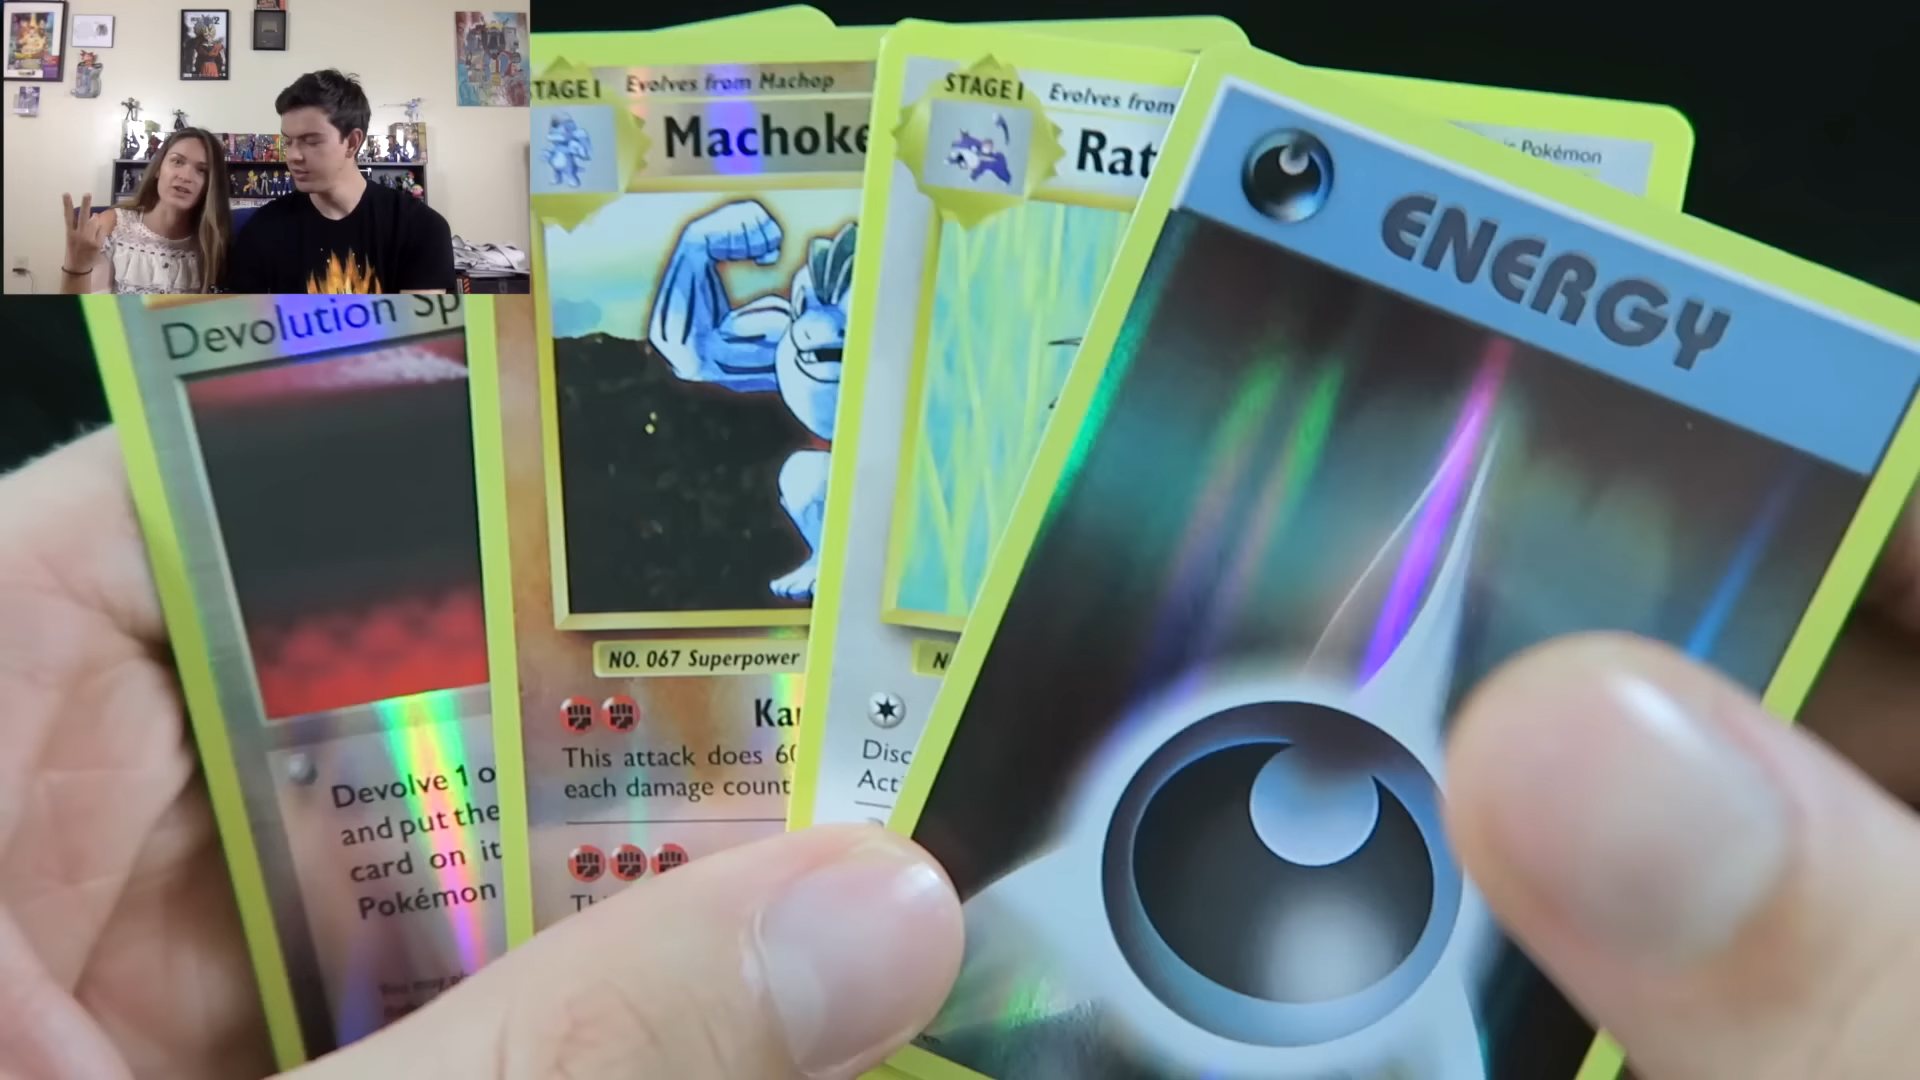 STAGE 1 Evolves from Machop
Machoke
NO. 067 Superpower
This attack does 60
each damage count
STAGE 1 Evolves from
Rat
Disc
Act
Pokémon
ENERGY
Devolution Sp
Devolve 1 o
and put the
card on it
Pokémon